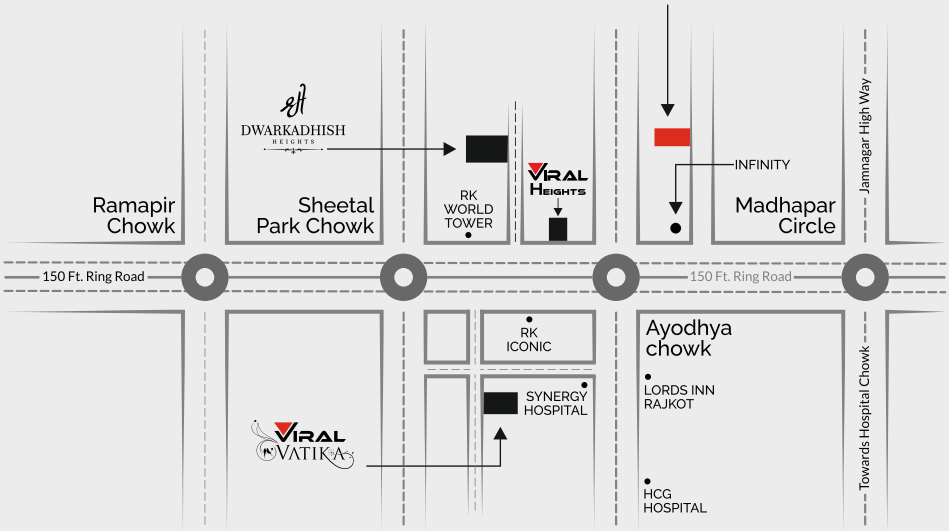 Jamnagar High Way
श्री
DWARKADHISH
HEIGHTS
INFINITY
VIRAL
HEIGHTS
RK
WORLD
TOWER
Ramapir
Chowk
Sheetal
Park Chowk
Madhapar
Circle
150 Ft. Ring Road
150 Ft. Ring Road
RK
ICONIC
Ayodhya
chowk
LORDS INN
RAJKOT
SYNERGY
HOSPITAL
Towards Hospital Chowk
VIRAL
VATIKA
HCG
HOSPITAL